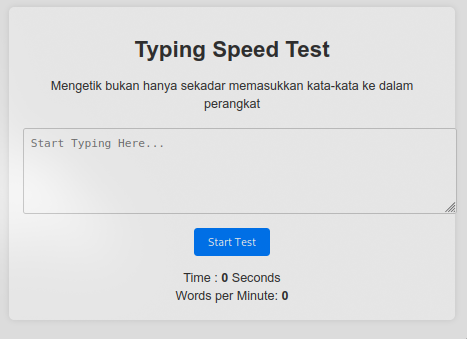 Typing Speed Test
Mengetik bukan hanya sekadar memasukkan kata-kata ke dalam
perangkat
Start Typing Here...
Start Test
Time : 0 Seconds
Words per Minute: 0